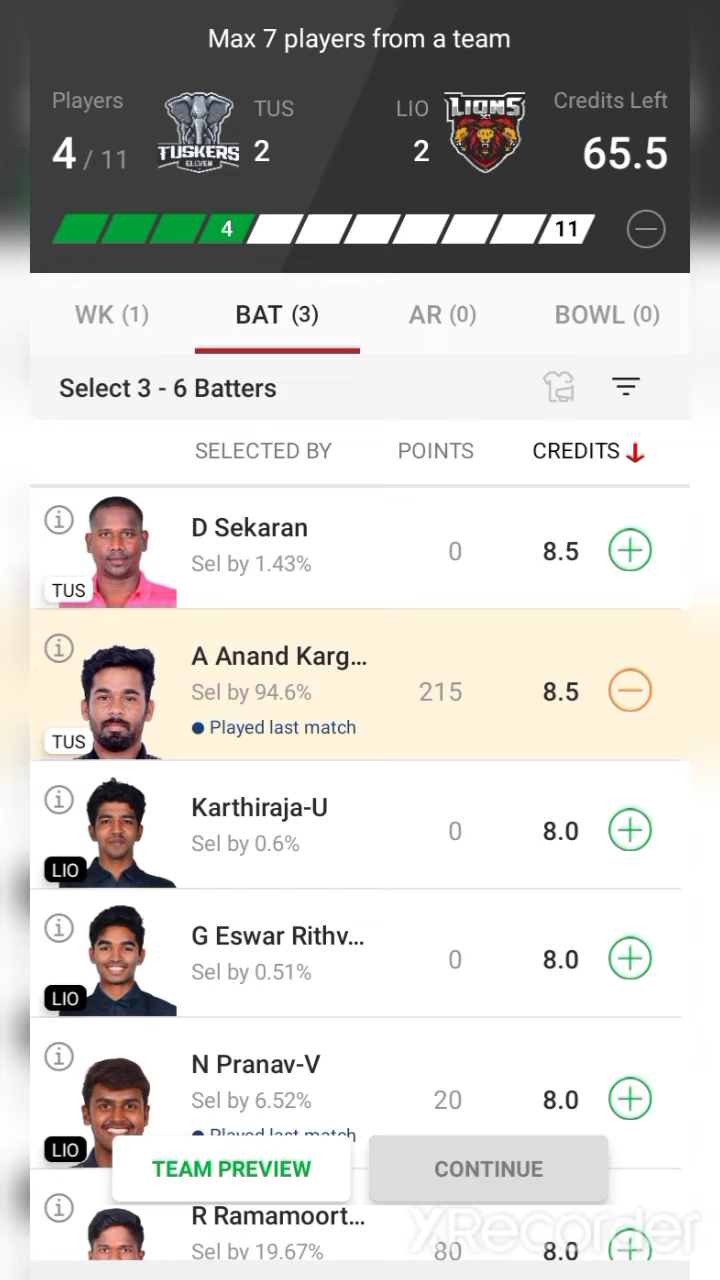 Max 7 players from a team
Players
TUS
LIO
Credits Left
4 / 11
TUSKERS
ELEVEN
2
2
LIONS
65.5
4
11
WK (1)
BAT (3)
AR (0)
BOWL (0)
Select 3 - 6 Batters
SELECTED BY
POINTS
CREDITS
D Sekaran
Sel by 1.43%
0
8.5
TUS
A Anand Karg...
Sel by 94.6%
215
8.5
Played last match
TUS
Karthiraja-U
Sel by 0.6%
0
8.0
LIO
G Eswar Rithv...
Sel by 0.51%
0
8.0
LIO
N Pranav-V
Sel by 6.52%
20
8.0
Played last match
LIO
TEAM PREVIEW
CONTINUE
R Ramamoort...
Sel by 19.67%
80
8.0
XRecorder